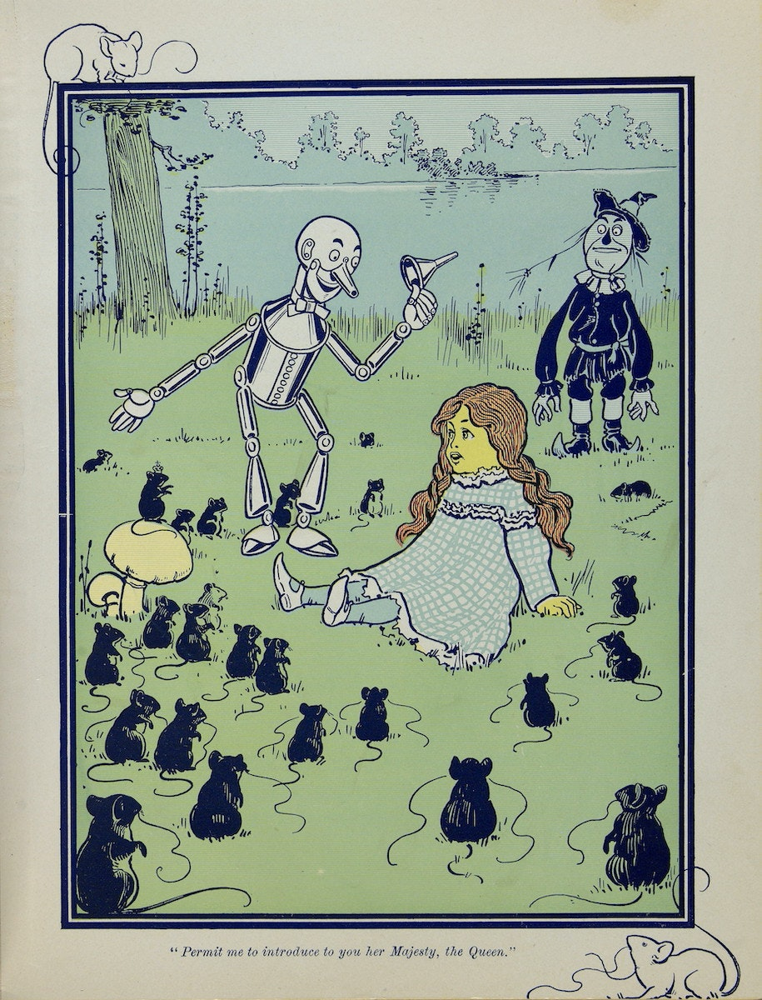 “Permit me to introduce to you her Majesty, the Queen.”